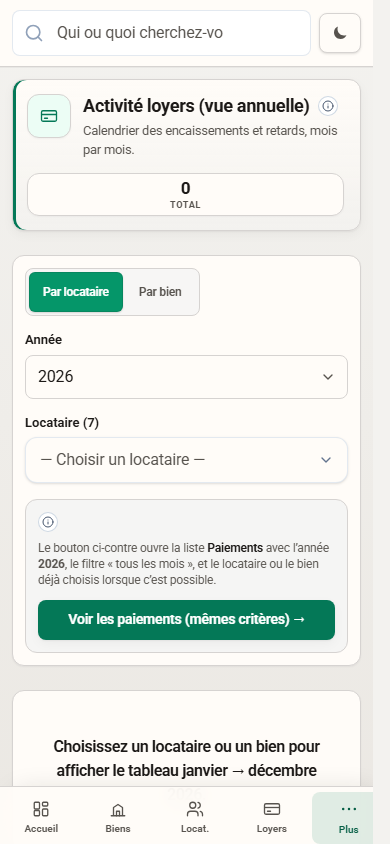 Qui ou quoi cherchez-vo
Activité loyers (vue annuelle)
Calendrier des encaissements et retards, mois
par mois.
0
TOTAL
Par locataire
Par bien
Année
2026
Locataire (7)
— Choisir un locataire —
Le bouton ci-contre ouvre la liste Paiements avec l'année
2026, le filtre « tous les mois », et le locataire ou le bien
déjà choisis lorsque c'est possible.
Voir les paiements (mêmes critères) →
Choisissez un locataire ou un bien pour
afficher le tableau janvier → décembre
Accueil
Biens
Locat.
Loyers
Plus